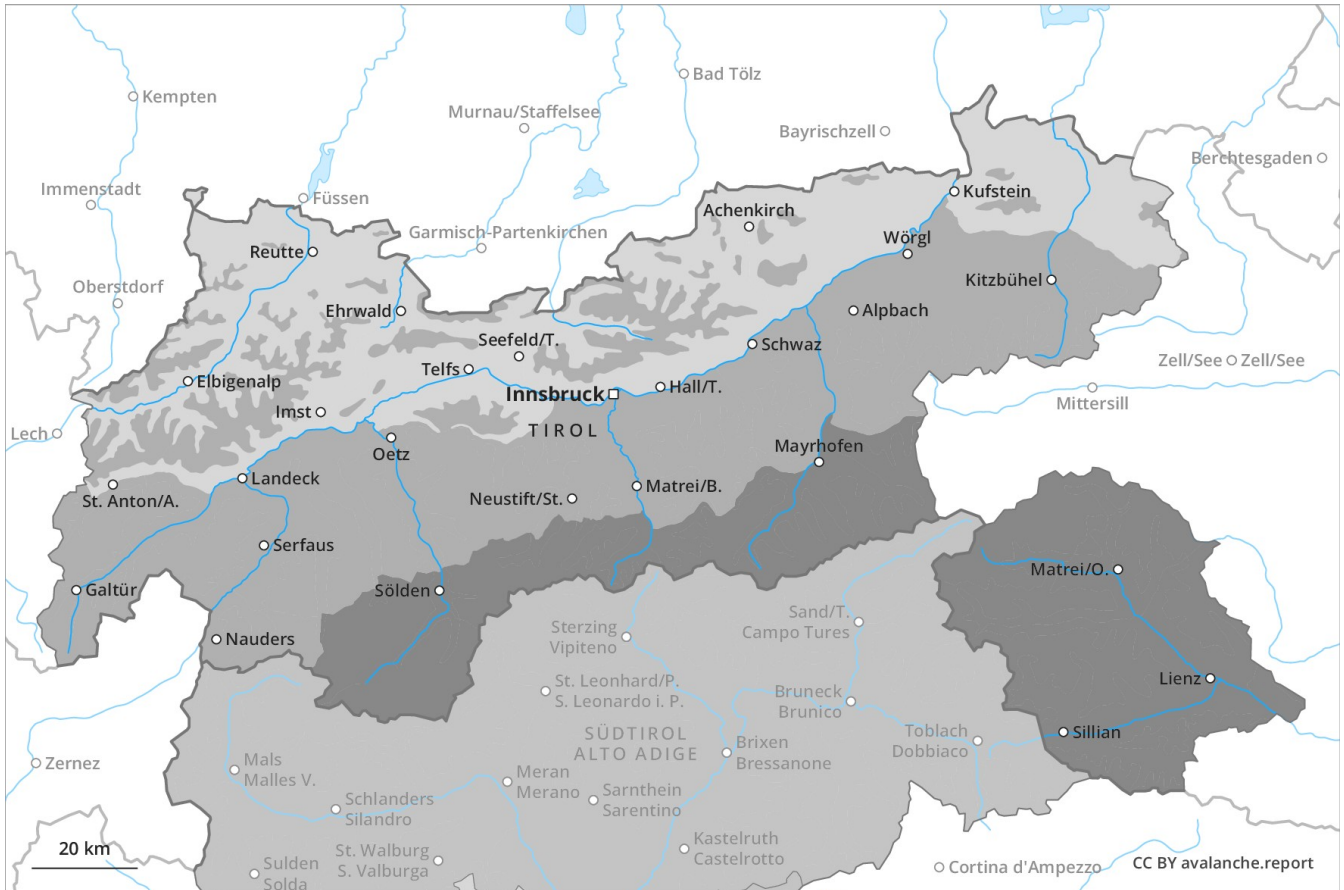 Kempten
Bad Tölz
Murnau/Staffelsee
Bayrischzell
Berchtesgaden
Immenstadt
Füssen
Kufstein
Achenkirch
Garmisch-Partenkirchen
Wörgl
Reutte
Oberstdorf
Kitzbühel
Ehrwald
Alpbach
Seefeld/T.
Schwaz
Zell/See
Zell/See
Telfs
Elbigenalp
Innsbruck
Hall/T.
Mittersill
Imst
Lech
TIROL
Oetz
Mayrhofen
Landeck
St. Anton/A.
Neustift/St.
Matrei/B.
Serfaus
Matrei/O.
Galtür
Sölden
Sand/T.
Campo Tures
Sterzing
Vipiteno
Nauders
St. Leonhard/P.
S. Leonardo i. P.
Bruneck
Brunico
Lienz
SÜDTIROL
ALTO ADIGE
Toblach
Dobbiaco
Sillian
Brixen
Bressanone
Zernez
Mals
Malles V.
Meran
Merano
Sarnthein
Sarentino
Schlanders
Silandro
20 km
St. Walburg
S. Valburga
Kastelruth
Castelrotto
Sulden
Solda
Cortina d'Ampezzo
CC BY avalanche.report